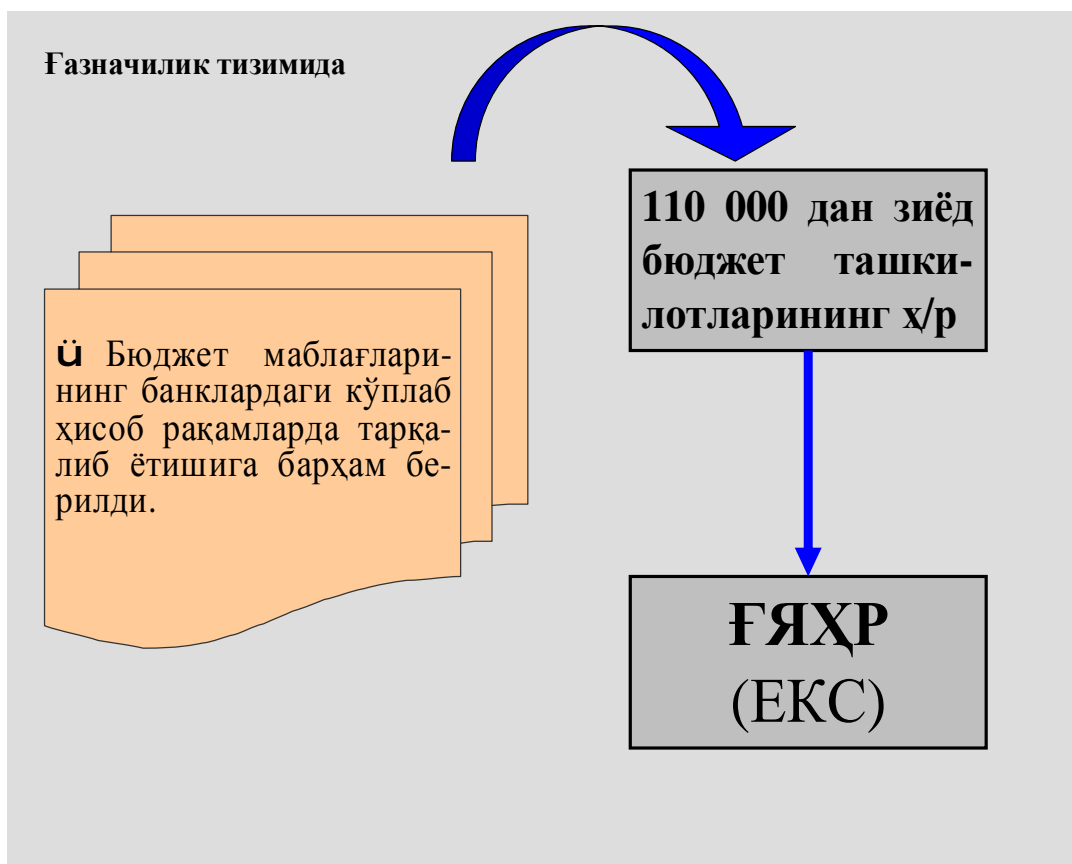 Ғазначилик тизимида
110 000 дан зиёд
бюджет ташки-
лотларининг ҳ/р
ü Бюджет маблағлари-
нинг банклардаги кўплаб
ҳисоб рақамларда тарқа-
либ ётишига барҳам бе-
рилди.
ҒЯҲР
(ЕКС)